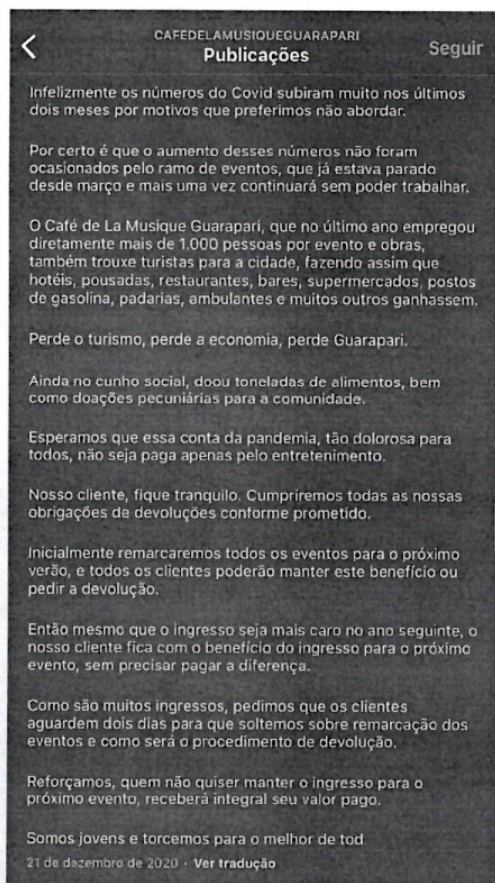 CAFEDELAMUSIQUEGUARAPARI
Publicações
Seguir
Infelizmente os números do Covid subiram muito nos últimos
dois meses por motivos que preferimos não abordar.
Por certo é que o aumento desses números não foram
ocasionados pelo ramo de eventos, que já estava parado
desde março e mais uma vez continuará sem poder trabalhar.
O Café de La Musique Guarapari, que no último ano empregou
diretamente mais de 1.000 pessoas por evento e obras,
também trouxe turistas para a cidade, fazendo assim que
hotéis, pousadas, restaurantes, bares, supermercados, postos
de gasolina, padarias, ambulantes e muitos outros ganhassem.
Perde o turismo, perde a economia, perde Guarapari.
Ainda no cunho social, doou toneladas de alimentos, bem
como doações pecuniárias para a comunidade.
Esperamos que essa conta da pandemia, tão dolorosa para
todos, não seja paga apenas pelo entretenimento.
Nosso cliente, fique tranquilo. Cumpriremos todas as nossas
obrigações de devoluções conforme prometido.
Inicialmente remarcaremos todos os eventos para o próximo
verão, e todos os clientes poderão manter este benefício ou
pedir a devolução.
Então mesmo que o ingresso seja mais caro no ano seguinte, o
nosso cliente fica com o benefício do ingresso para o próximo
evento, sem precisar pagar a diferença.
Como são muitos ingressos, pedimos que os clientes
aguardem dois dias para que soltemos sobre remarcação dos
eventos e como será o procedimento de devolução.
Reforçamos, quem não quiser manter o ingresso para o
próximo evento, receberá integral seu valor pago.
Somos jovens e torcemos para o melhor de tod
21 de dezembro de 2020 · Ver tradução